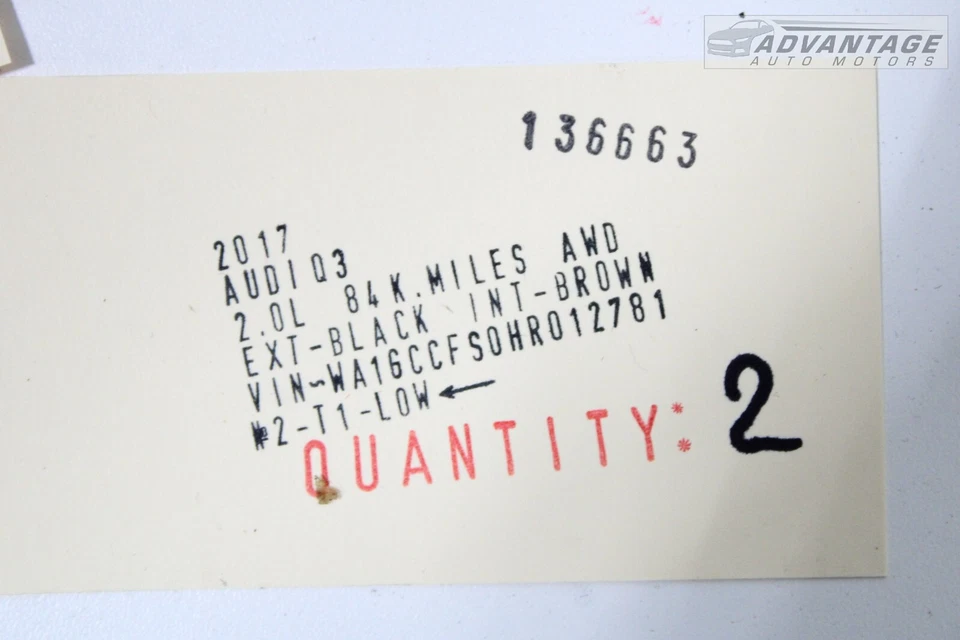 ADVANTAGE
AUTO MOTORS
136663
2017
AUDI Q3
2.0L 84K.MILES AWD
EXT-BLACK INT-BROWN
VIN~WA1GCCFS0HR012781
#2-T1-LOW
QUANTITY: 2